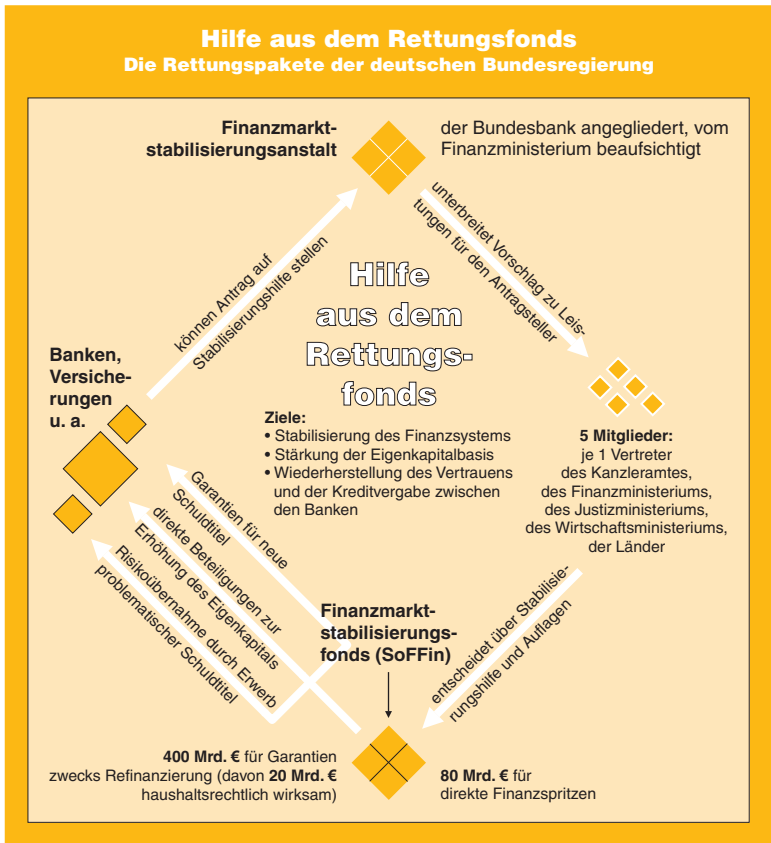 Hilfe aus dem Rettungsfonds
Die Rettungspakete der deutschen Bundesregierung
Finanzmarkt-
stabilisierungsanstalt
der Bundesbank angegliedert, vom
Finanzministerium beaufsichtigt
können Antrag auf
Stabilisierungshilfe stellen
unterbreitet Vorschlag zu Leis-
tungen für den Antragsteller
Hilfe
aus dem
Rettungs-
fonds
Banken,
Versiche-
rungen
u. a.
Ziele:
• Stabilisierung des Finanzsystems
• Stärkung der Eigenkapitalbasis
• Wiederherstellung des Vertrauens
und der Kreditvergabe zwischen
den Banken
5 Mitglieder:
je 1 Vertreter
des Kanzleramtes,
des Finanzministeriums,
des Justizministeriums,
des Wirtschaftsministeriums,
der Länder
Garantien für neue
Schuldtitel
direkte Beteiligungen zur
Erhöhung des Eigenkapitals
Risikoübernahme durch Erwerb
problematischer Schuldtitel
entscheidet über Stabilisie-
rungshilfe und Auflagen
Finanzmarkt-
stabilisierungs-
fonds (SoFFin)
400 Mrd. € für Garantien
zwecks Refinanzierung (davon 20 Mrd. €
haushaltsrechtlich wirksam)
80 Mrd. € für
direkte Finanzspritzen